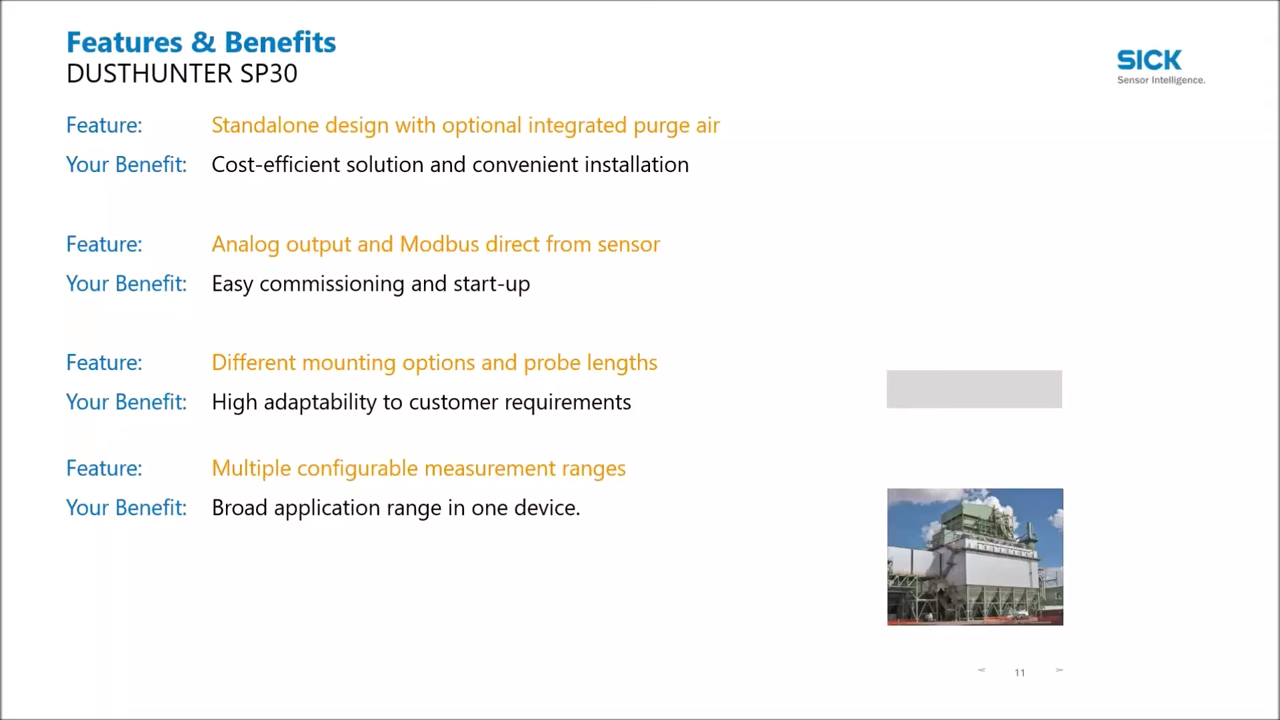 Features & Benefits
DUSTHUNTER SP30
SICK
Sensor Intelligence.
Feature: Standalone design with optional integrated purge air
Your Benefit: Cost-efficient solution and convenient installation
Feature: Analog output and Modbus direct from sensor
Your Benefit: Easy commissioning and start-up
Feature: Different mounting options and probe lengths
Your Benefit: High adaptability to customer requirements
Feature: Multiple configurable measurement ranges
Your Benefit: Broad application range in one device.
11